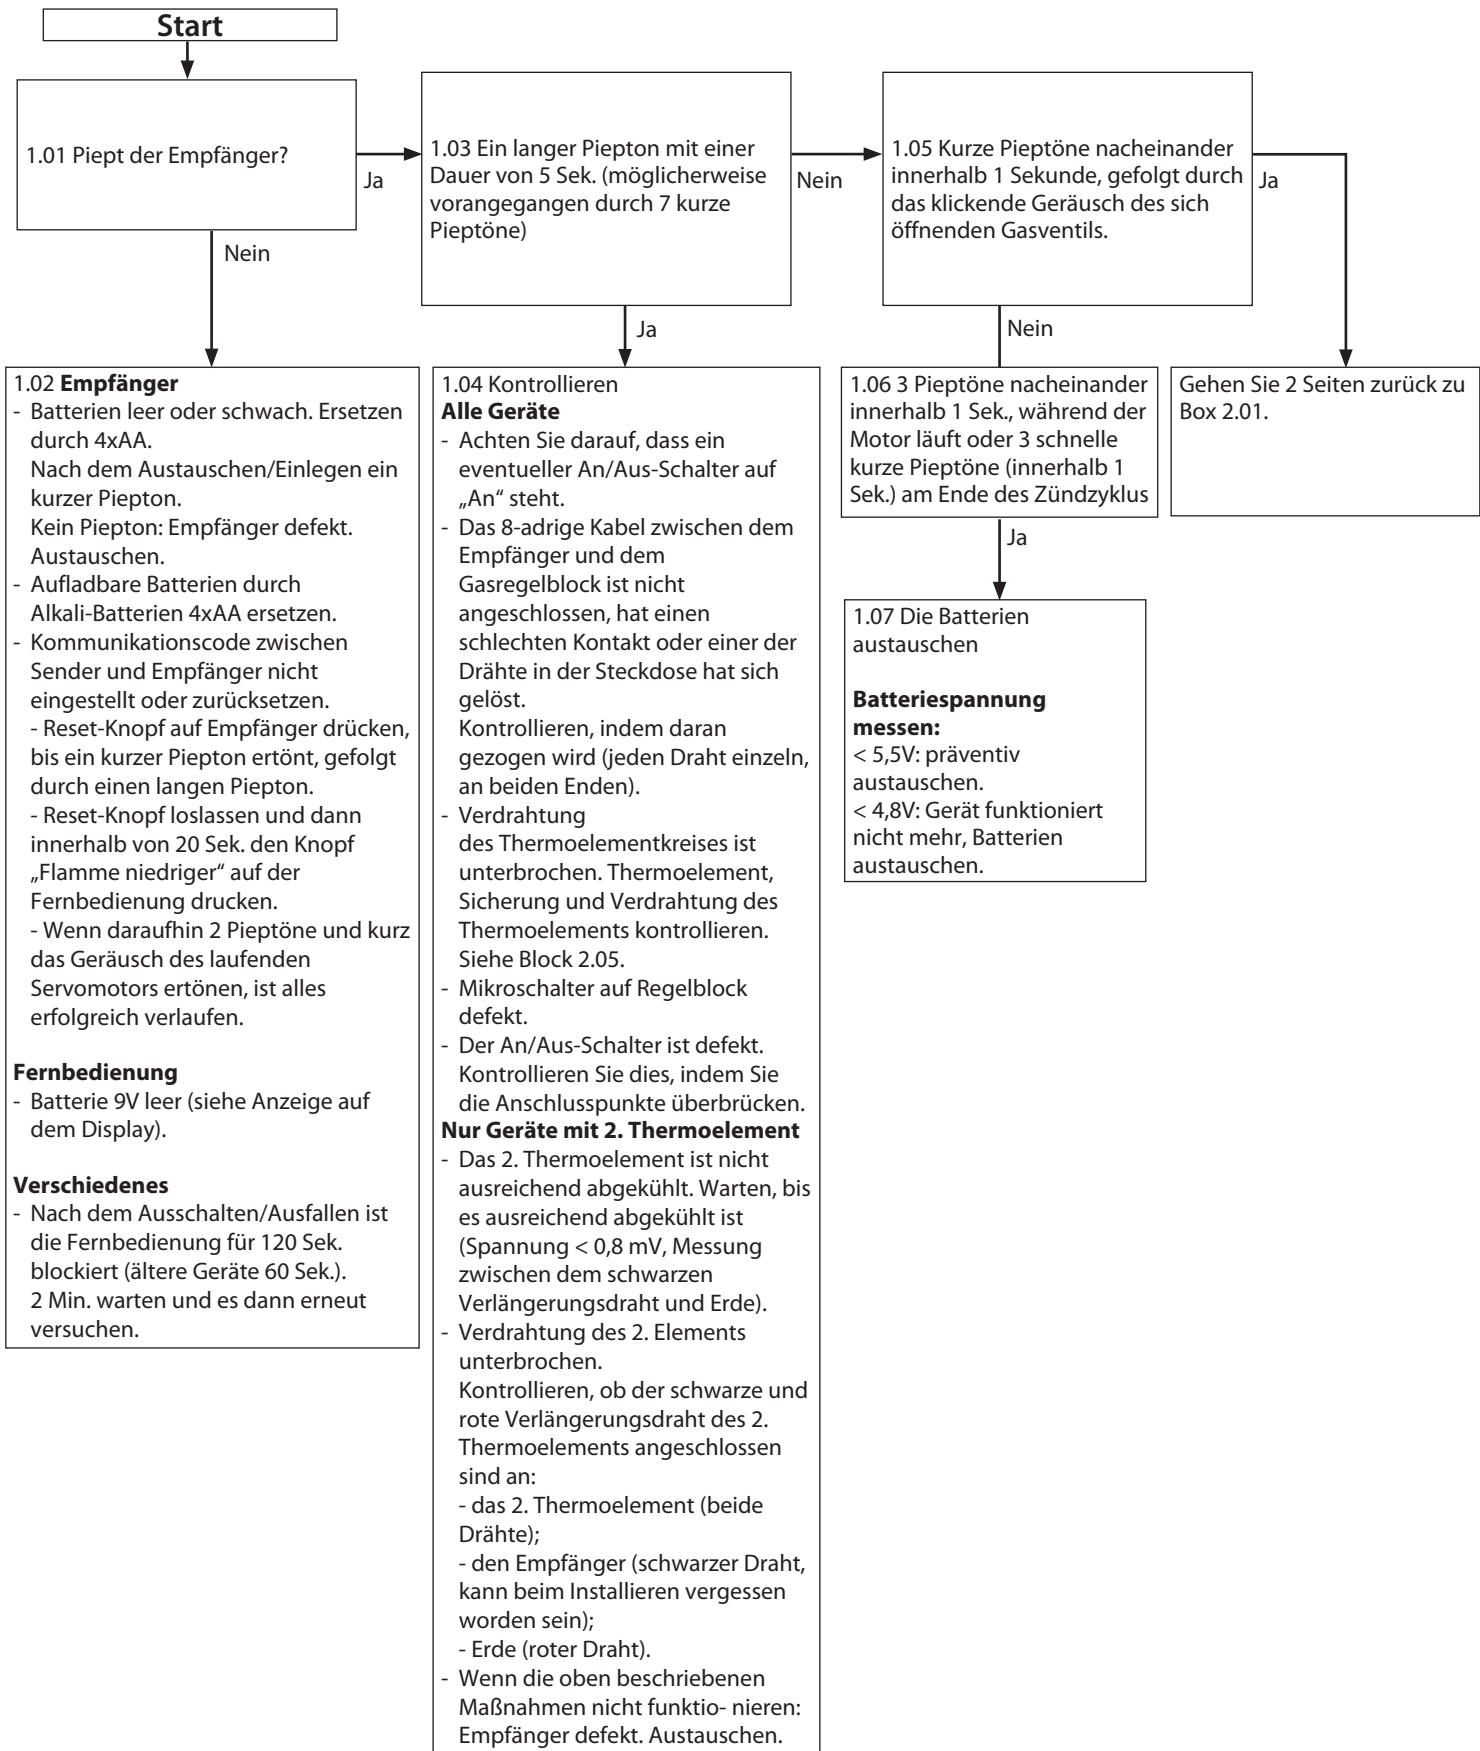 Start
1.01 Piept der Empfänger?
Ja
Nein
1.03 Ein langer Piepton mit einer
Dauer von 5 Sek. (möglicherweise
vorangegangen durch 7 kurze
Pieptöne)
Nein
Ja
1.05 Kurze Pieptöne nacheinander
innerhalb 1 Sekunde, gefolgt durch
das klickende Geräusch des sich
öffnenden Gasventils.
Ja
Nein
1.02 Empfänger
- Batterien leer oder schwach. Ersetzen
durch 4xAA.
Nach dem Austauschen/Einlegen ein
kurzer Piepton.
Kein Piepton: Empfänger defekt.
Austauschen.
- Aufladbare Batterien durch
Alkali-Batterien 4xAA ersetzen.
- Kommunikationscode zwischen
Sender und Empfänger nicht
eingestellt oder zurücksetzen.
- Reset-Knopf auf Empfänger drücken,
bis ein kurzer Piepton ertönt, gefolgt
durch einen langen Piepton.
- Reset-Knopf loslassen und dann
innerhalb von 20 Sek. den Knopf
„Flamme niedriger“ auf der
Fernbedienung drucken.
- Wenn daraufhin 2 Pieptöne und kurz
das Geräusch des laufenden
Servomotors ertönen, ist alles
erfolgreich verlaufen.
Fernbedienung
- Batterie 9V leer (siehe Anzeige auf
dem Display).
Verschiedenes
- Nach dem Ausschalten/Ausfallen ist
die Fernbedienung für 120 Sek.
blockiert (ältere Geräte 60 Sek.).
2 Min. warten und es dann erneut
versuchen.
1.04 Kontrollieren
Alle Geräte
- Achten Sie darauf, dass ein
eventueller An/Aus-Schalter auf
„An“ steht.
- Das 8-adrige Kabel zwischen dem
Empfänger und dem
Gasregelblock ist nicht
angeschlossen, hat einen
schlechten Kontakt oder einer der
Drähte in der Steckdose hat sich
gelöst.
Kontrollieren, indem daran
gezogen wird (jeden Draht einzeln,
an beiden Enden).
- Verdrahtung
des Thermoelementkreises ist
unterbrochen. Thermoelement,
Sicherung und Verdrahtung des
Thermoelements kontrollieren.
Siehe Block 2.05.
- Mikroschalter auf Regelblock
defekt.
- Der An/Aus-Schalter ist defekt.
Kontrollieren Sie dies, indem Sie
die Anschlusspunkte überbrücken.
Nur Geräte mit 2. Thermoelement
- Das 2. Thermoelement ist nicht
ausreichend abgekühlt. Warten, bis
es ausreichend abgekühlt ist
(Spannung < 0,8 mV, Messung
zwischen dem schwarzen
Verlängerungsdraht und Erde).
- Verdrahtung des 2. Elements
unterbrochen.
Kontrollieren, ob der schwarze und
rote Verlängerungsdraht des 2.
Thermoelements angeschlossen
sind an:
- das 2. Thermoelement (beide
Drähte);
- den Empfänger (schwarzer Draht,
kann beim Installieren vergessen
worden sein);
- Erde (roter Draht).
- Wenn die oben beschriebenen
Maßnahmen nicht funktio- nieren:
Empfänger defekt. Austauschen.
1.06 3 Pieptöne nacheinander
innerhalb 1 Sek., während der
Motor läuft oder 3 schnelle
kurze Pieptöne (innerhalb 1
Sek.) am Ende des Zündzyklus
Ja
1.07 Die Batterien
austauschen
Batteriespannung
messen:
< 5,5V: präventiv
austauschen.
< 4,8V: Gerät funktioniert
nicht mehr, Batterien
austauschen.
Gehen Sie 2 Seiten zurück zu
Box 2.01.